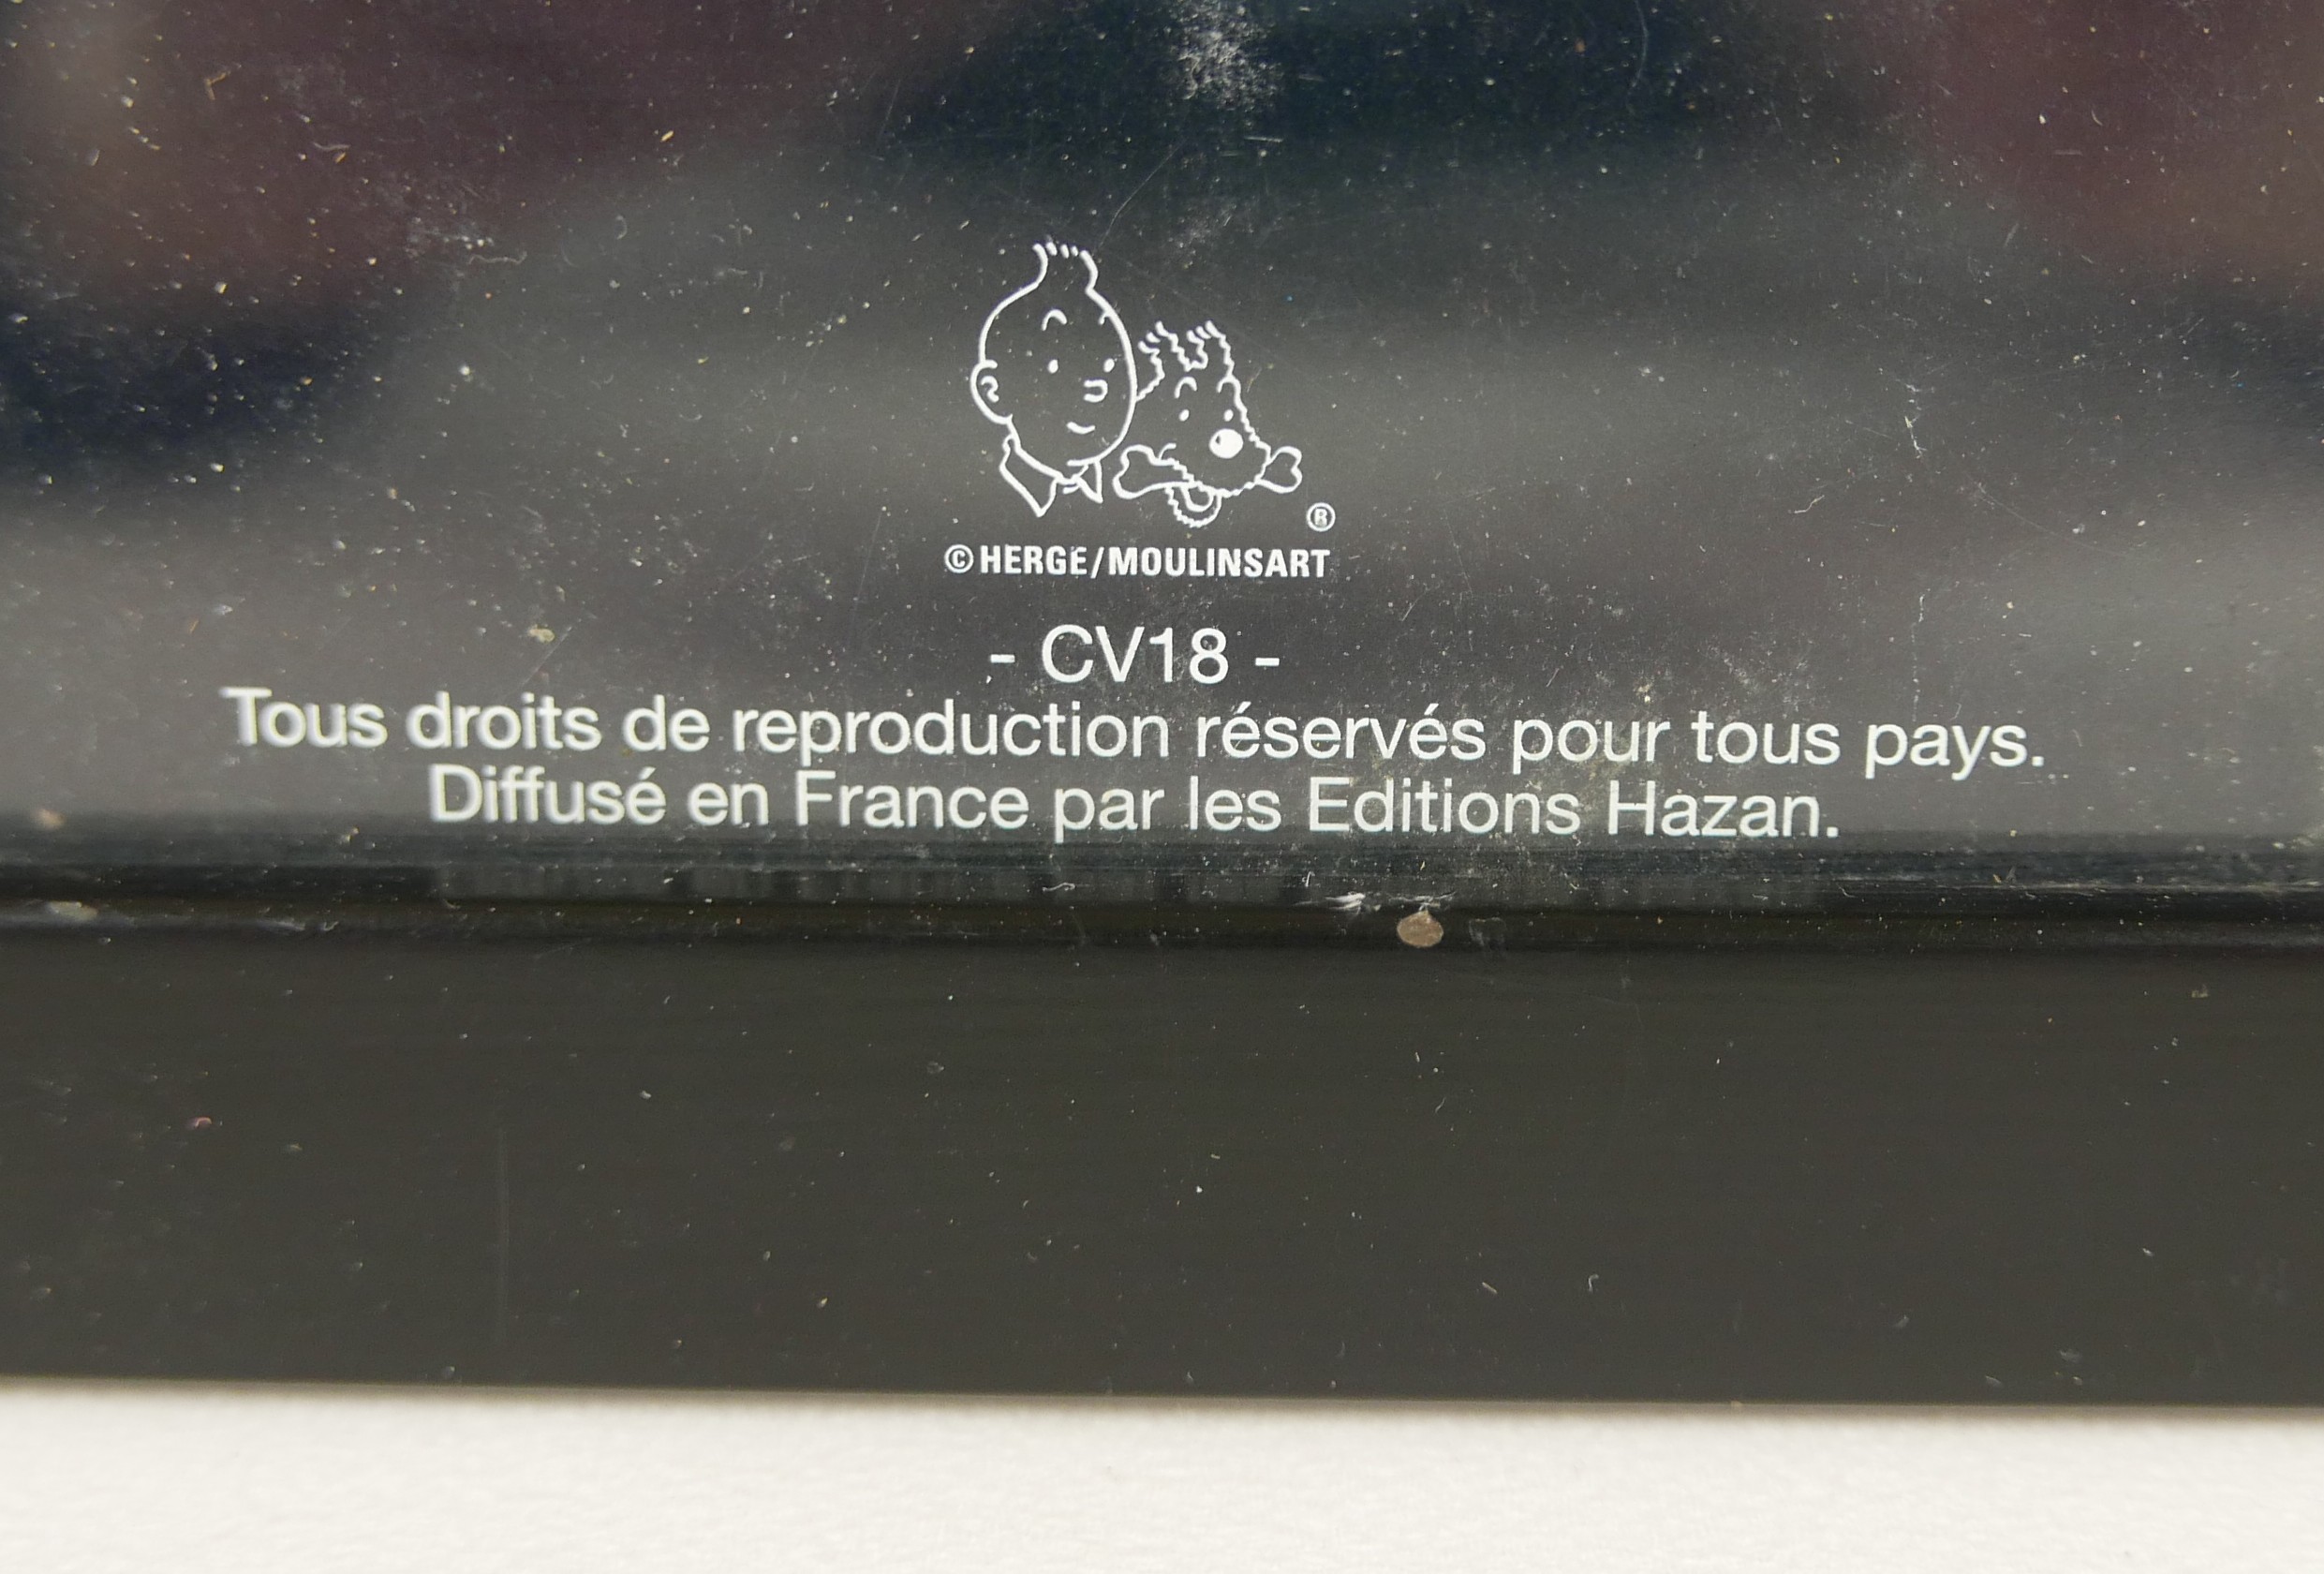 ®
© HERGE/MOULINSART
- CV18 -
Tous droits de reproduction réservés pour tous pays.
Diffusé en France par les Editions Hazan.